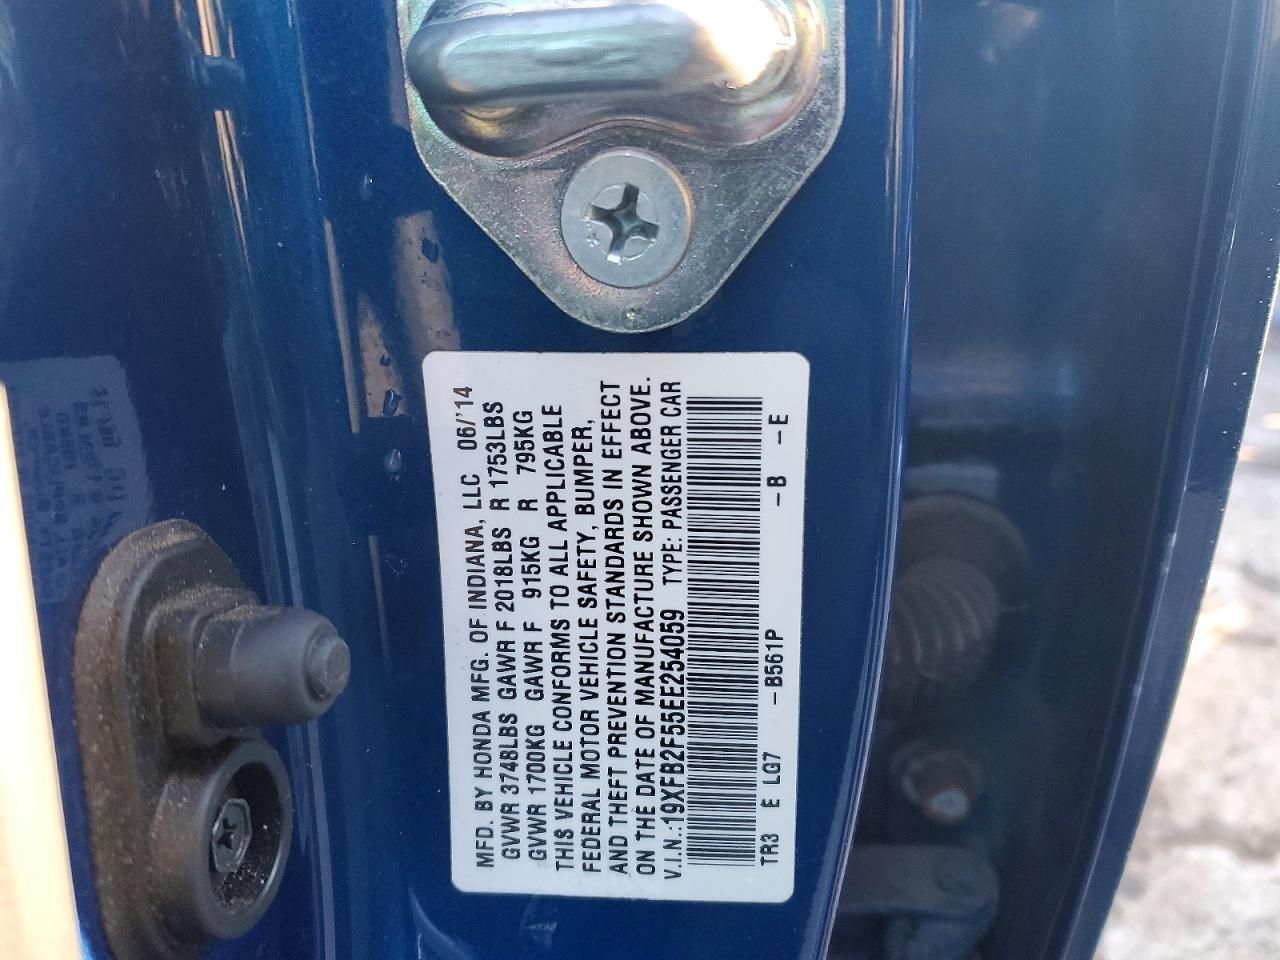 MFD. BY HONDA MFG. OF INDIANA, LLC 06/'14
GVWR 3748LBS GAWR F 2018LBS R 1753LBS
GVWR 1700KG GAWR F 915KG R 795KG
THIS VEHICLE CONFORMS TO ALL APPLICABLE
FEDERAL MOTOR VEHICLE SAFETY, BUMPER,
AND THEFT PREVENTION STANDARDS IN EFFECT
ON THE DATE OF MANUFACTURE SHOWN ABOVE.
V.I.N.:19XFB2F55EE254059 TYPE: PASSENGER CAR
TR3 E LG7 -B561P -B -E